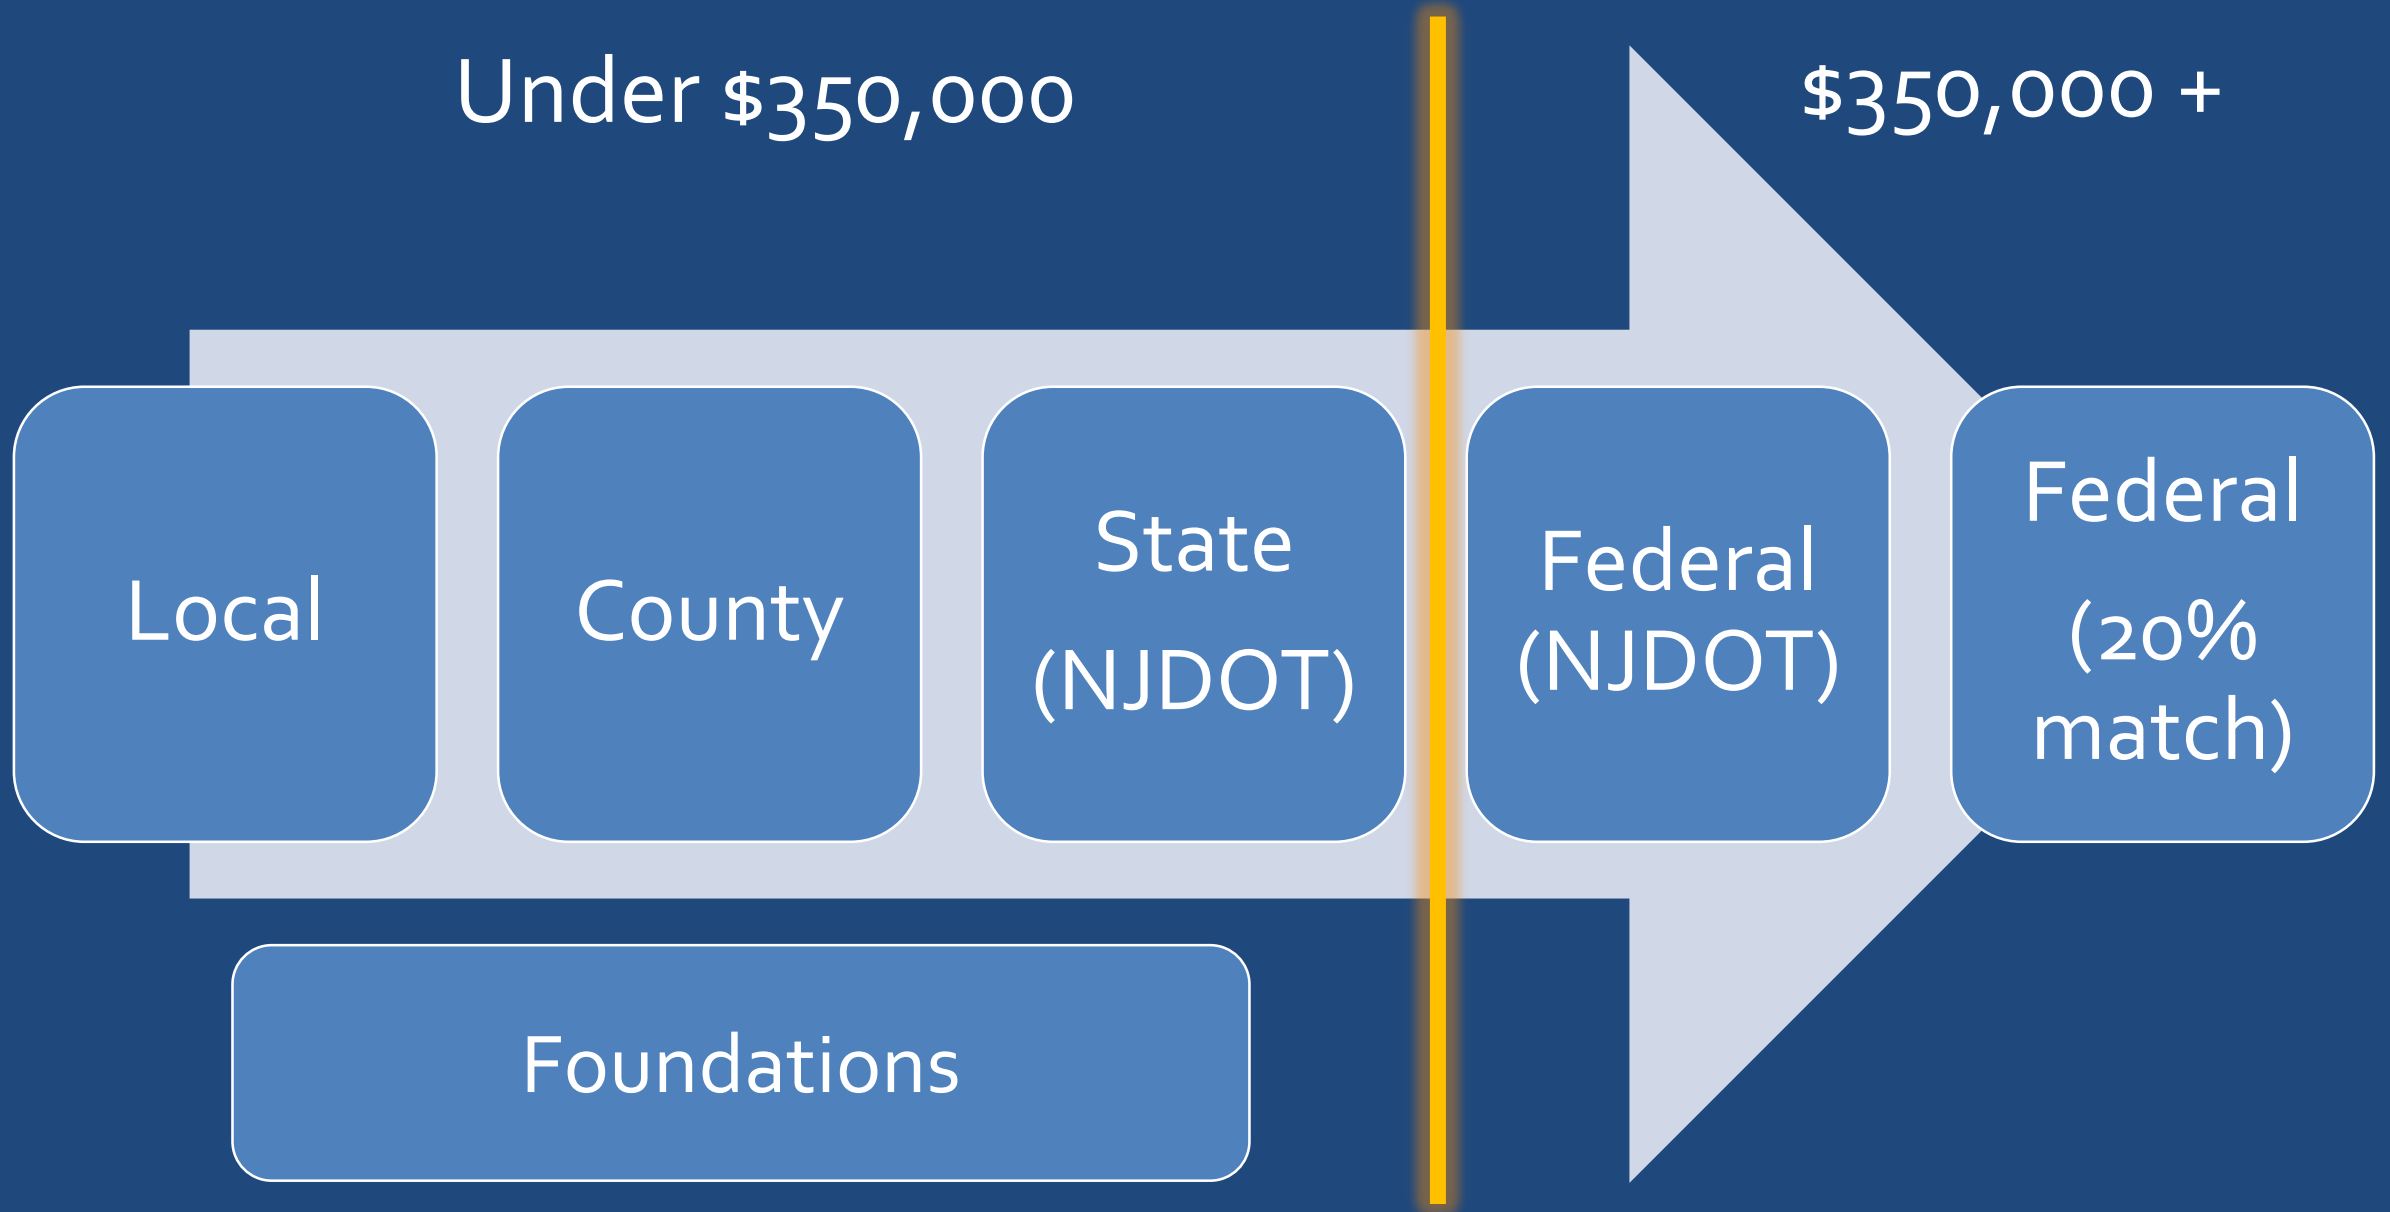 Under $350,000
$350,000 +
Local
County
State
(NJDOT)
Federal
(NJDOT)
Federal
(20%
match)
Foundations